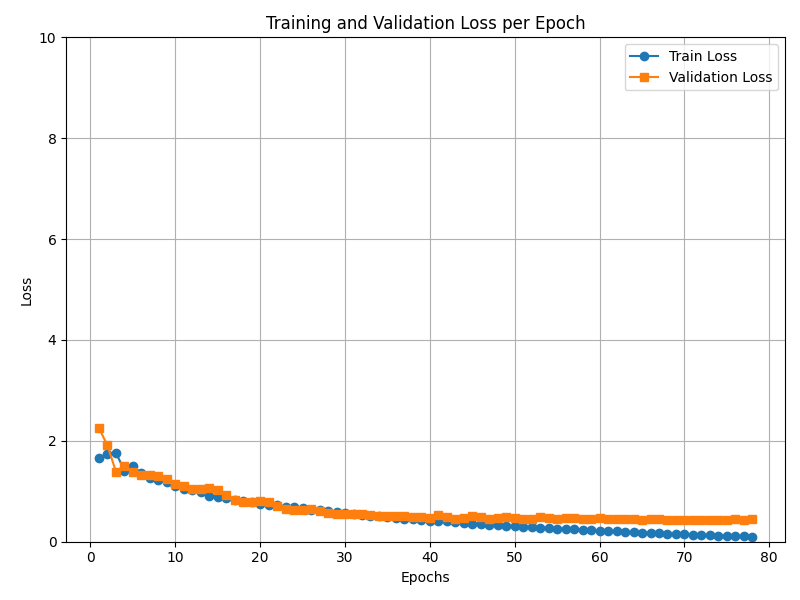 Training and Validation Loss per Epoch
Train Loss
Validation Loss
10
8
6
4
2
0
Loss
0 10 20 30 40 50 60 70 80
Epochs